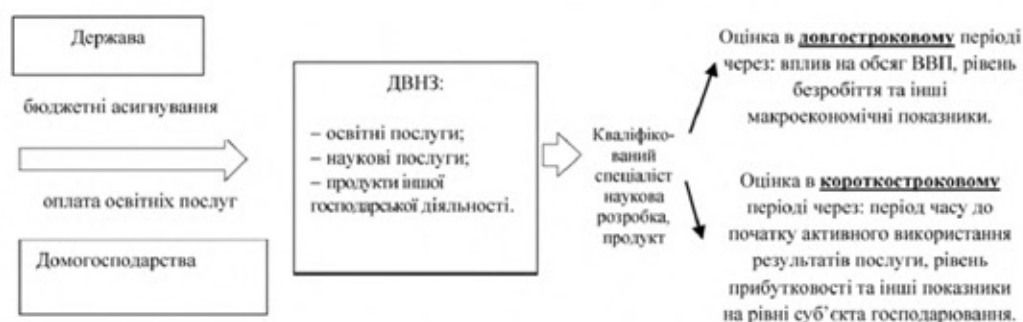 Держава
бюджетні асигнування
оплата освітніх послуг
Домогосподарства
ДВНЗ:
– освітні послуги;
– наукові послуги;
– продукти іншої
господарської діяльності.
Кваліфіко-
ваний
спеціаліст
наукова
розробка,
продукт
Оцінка в довгостроковому періоді
через: вплив на обсяг ВВП, рівень
безробіття та інші
макроекономічні показники.
Оцінка в короткостроковому
періоді через: період часу до
початку активного використання
результатів послуги, рівень
прибутковості та інші показники
на рівні суб’єкта господарювання.